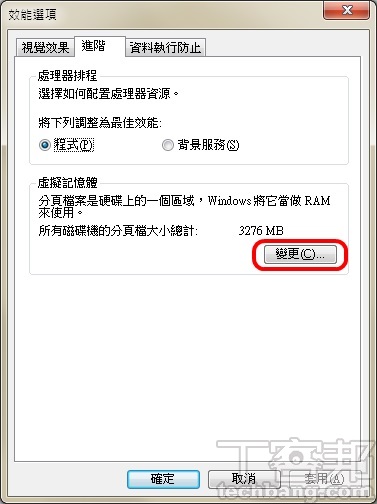 效能選項
視覺效果 進階 資料執行防止
處理器排程
選擇如何配置處理器資源。
將下列調整為最佳效能:
程式(P) 背景服務(S)
虛擬記憶體
分頁檔案是硬碟上的一個區域，Windows 將它當做 RAM
來使用。
所有磁碟機的分頁檔大小總計: 3276 MB
變更(C)...
確定 取消 套用(A)
T客邦
techbang.com